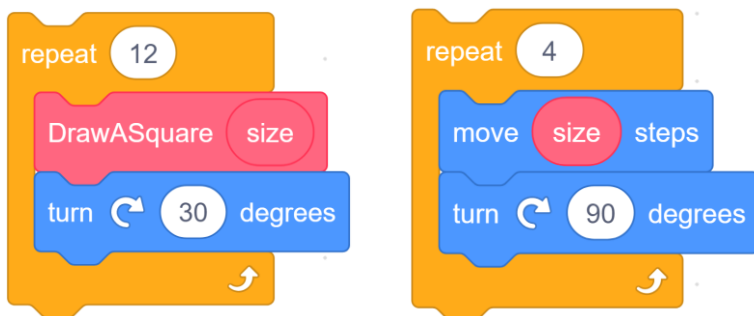 repeat 12
DrawASquare size
turn 30 degrees
repeat 4
move size steps
turn 90 degrees